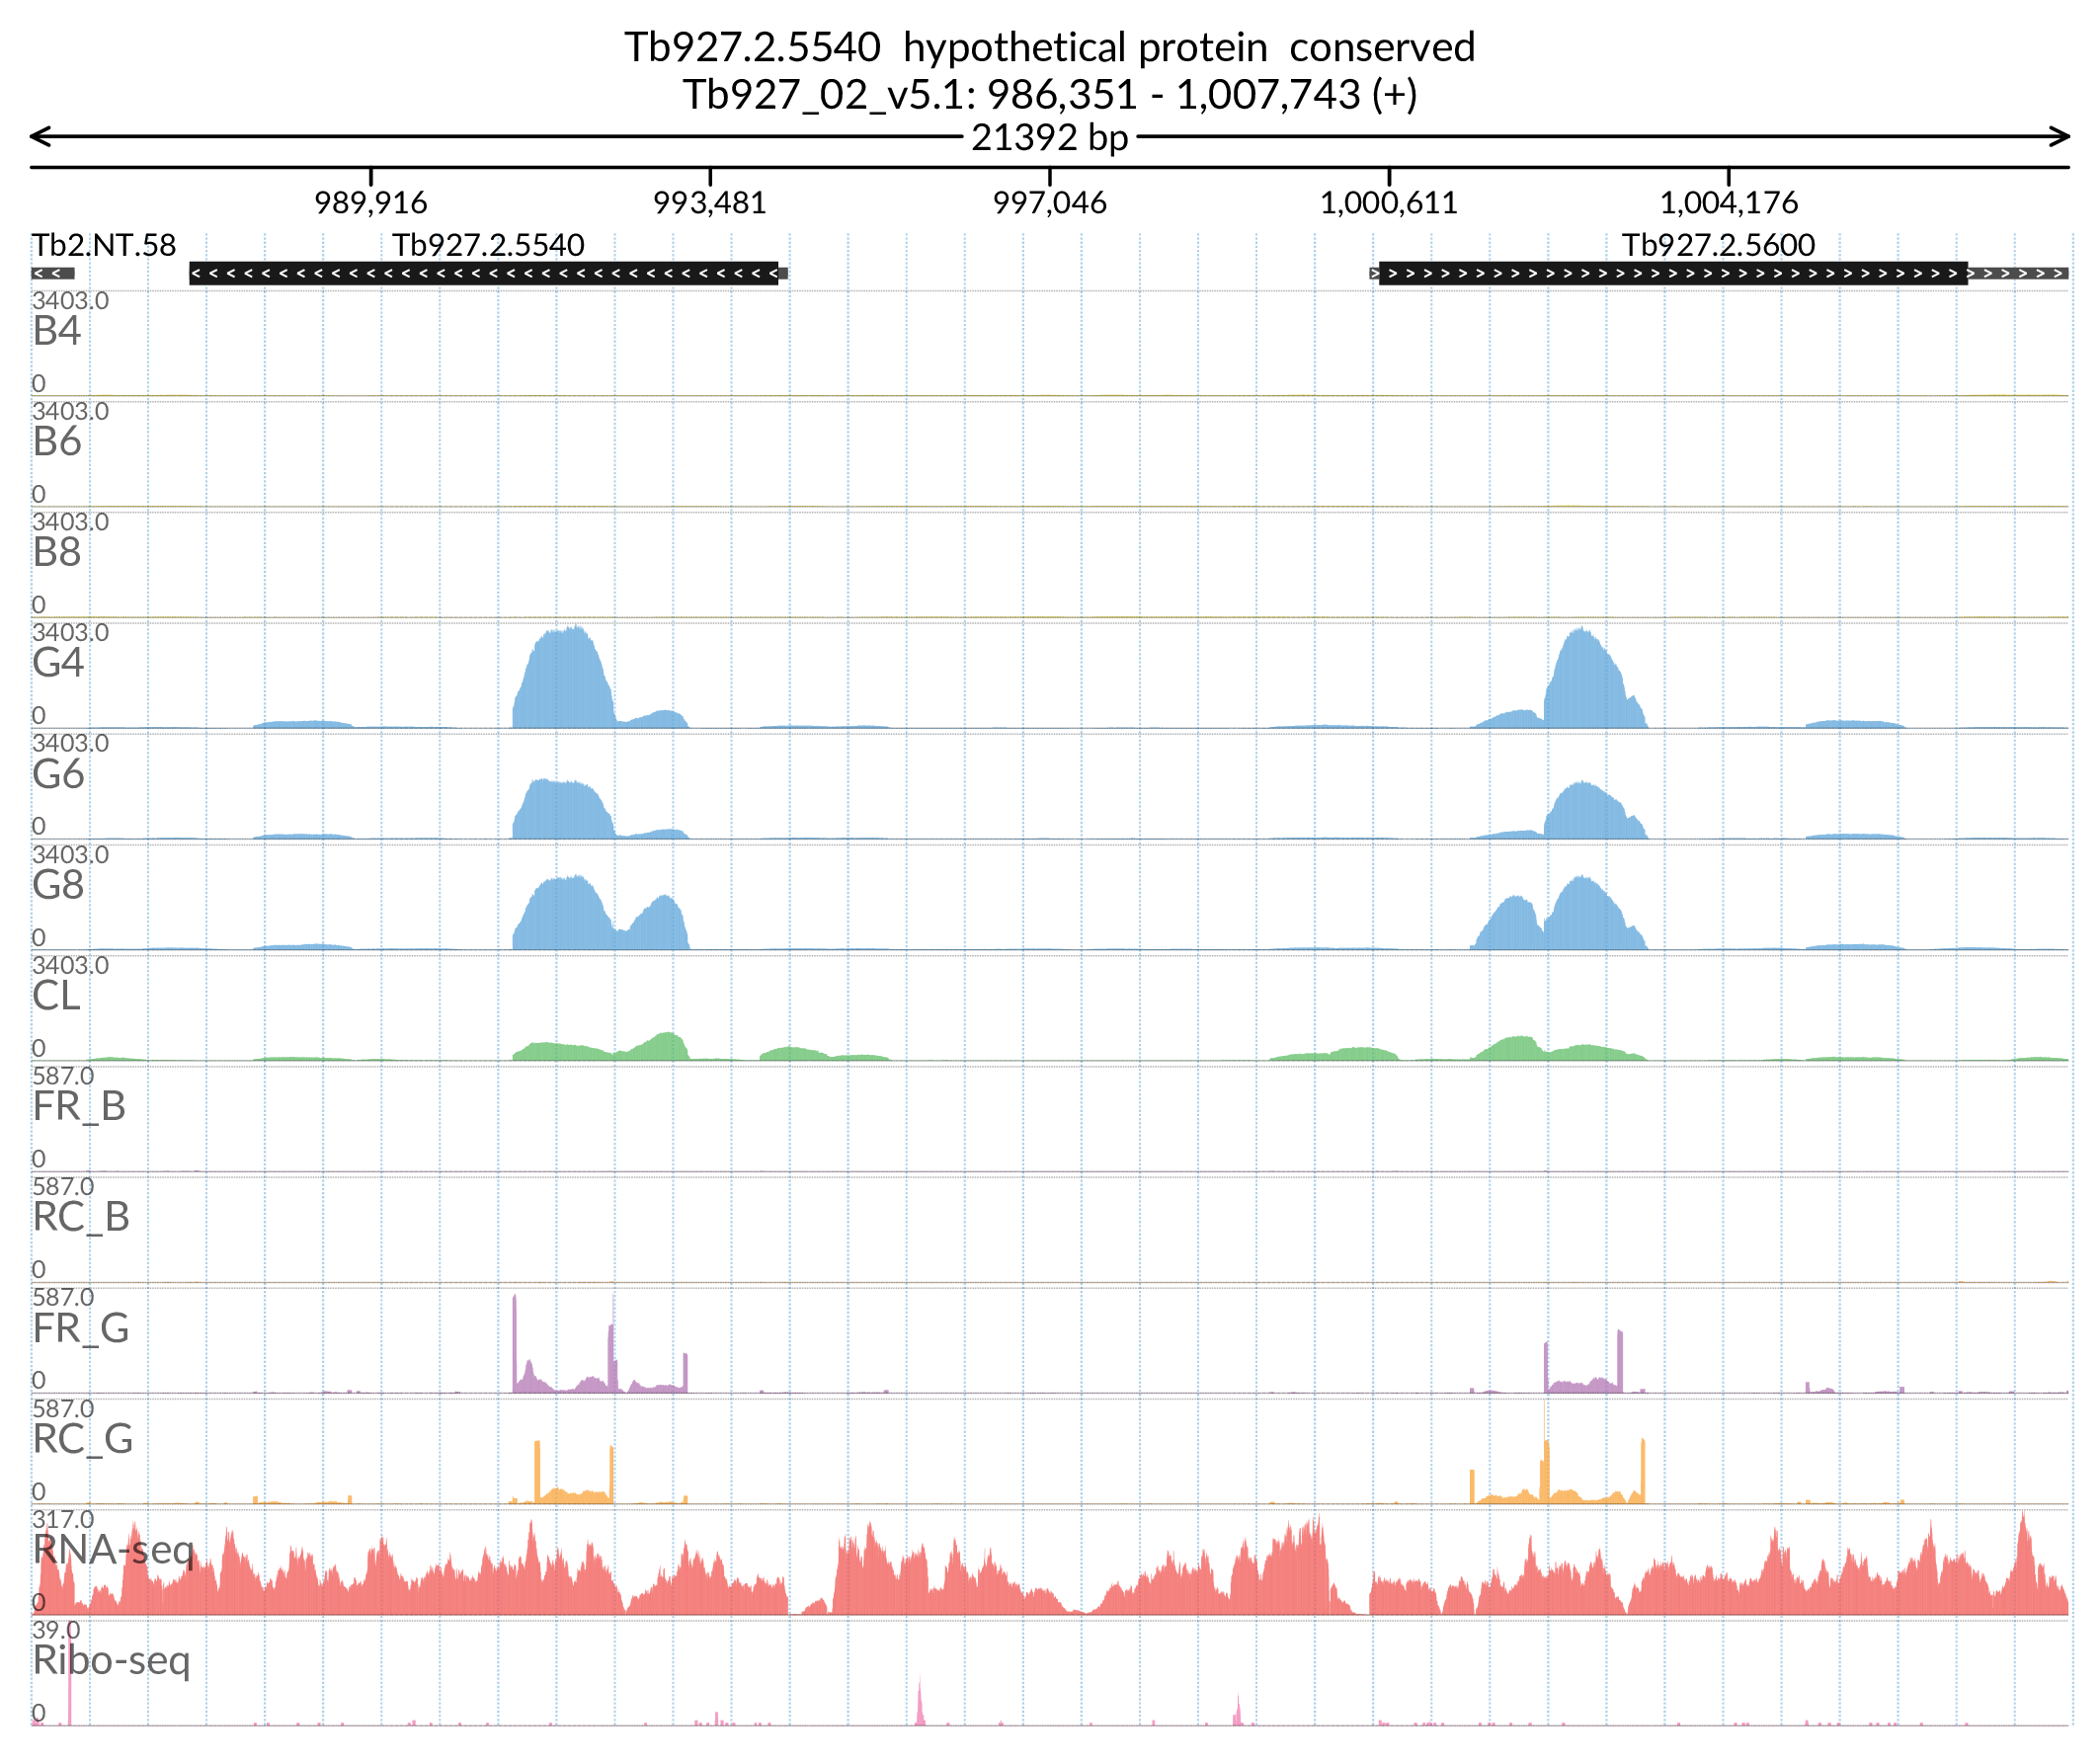 Tb927.2.5540  hypothetical protein  conserved
Tb927_02_v5.1: 986,351 - 1,007,743 (+)
21392 bp
989,916 993,481 997,046 1,000,611 1,004,176
Tb2.NT.58 Tb927.2.5540 Tb927.2.5600
3403.0
B4
0
3403.0
B6
0
3403.0
B8
0
3403.0
G4
0
3403.0
G6
0
3403.0
G8
0
3403.0
CL
0
587.0
FR_B
0
587.0
RC_B
0
587.0
FR_G
0
587.0
RC_G
0
317.0
RNA-seq
0
39.0
Ribo-seq
0